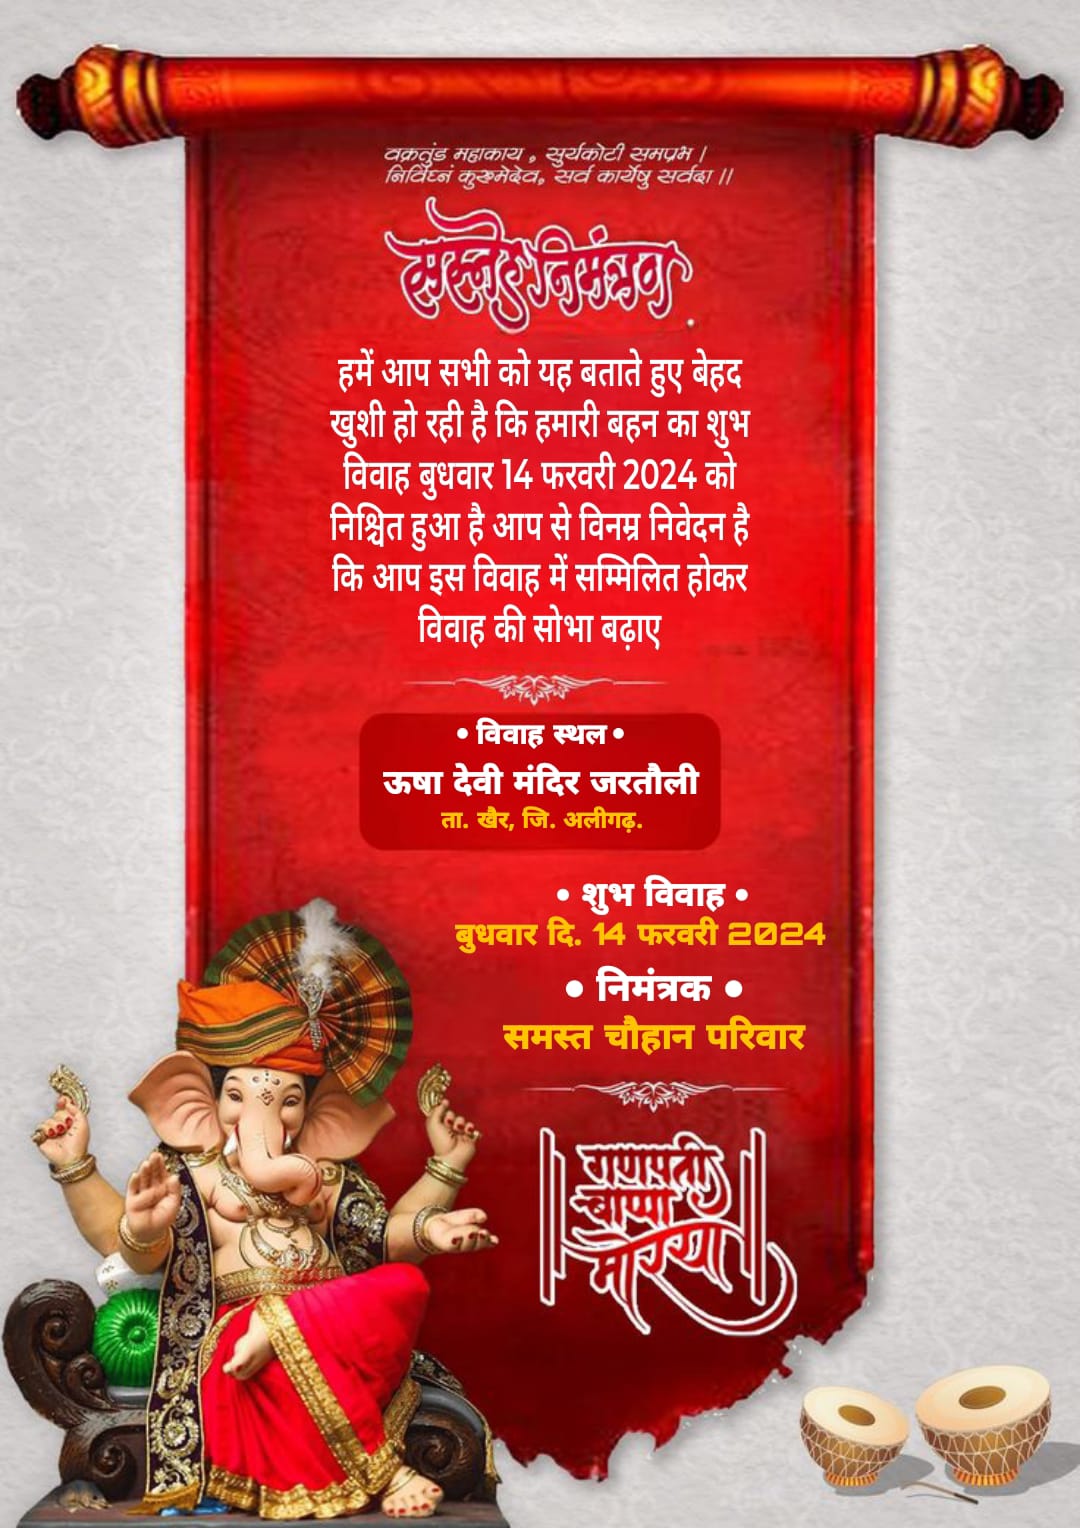 वक्रतुंड महाकाय , सुर्यकोटी समप्रभ |
निर्विघ्नं कुरूमेदेव, सर्व कार्येषु सर्वदा ||
सस्नेह निमंत्रण
हमें आप सभी को यह बताते हुए बेहद
खुशी हो रही है कि हमारी बहन का शुभ
विवाह बुधवार 14 फरवरी 2024 को
निश्चित हुआ है आप से विनम्र निवेदन है
कि आप इस विवाह में सम्मिलित होकर
विवाह की सोभा बढ़ाए
• विवाह स्थल •
ऊषा देवी मंदिर जरतौली
ता. खैर, जि. अलीगढ़.
• शुभ विवाह •
बुधवार दि. 14 फरवरी 2024
• निमंत्रक •
समस्त चौहान परिवार
गणपती
बाप्पा
मोरया